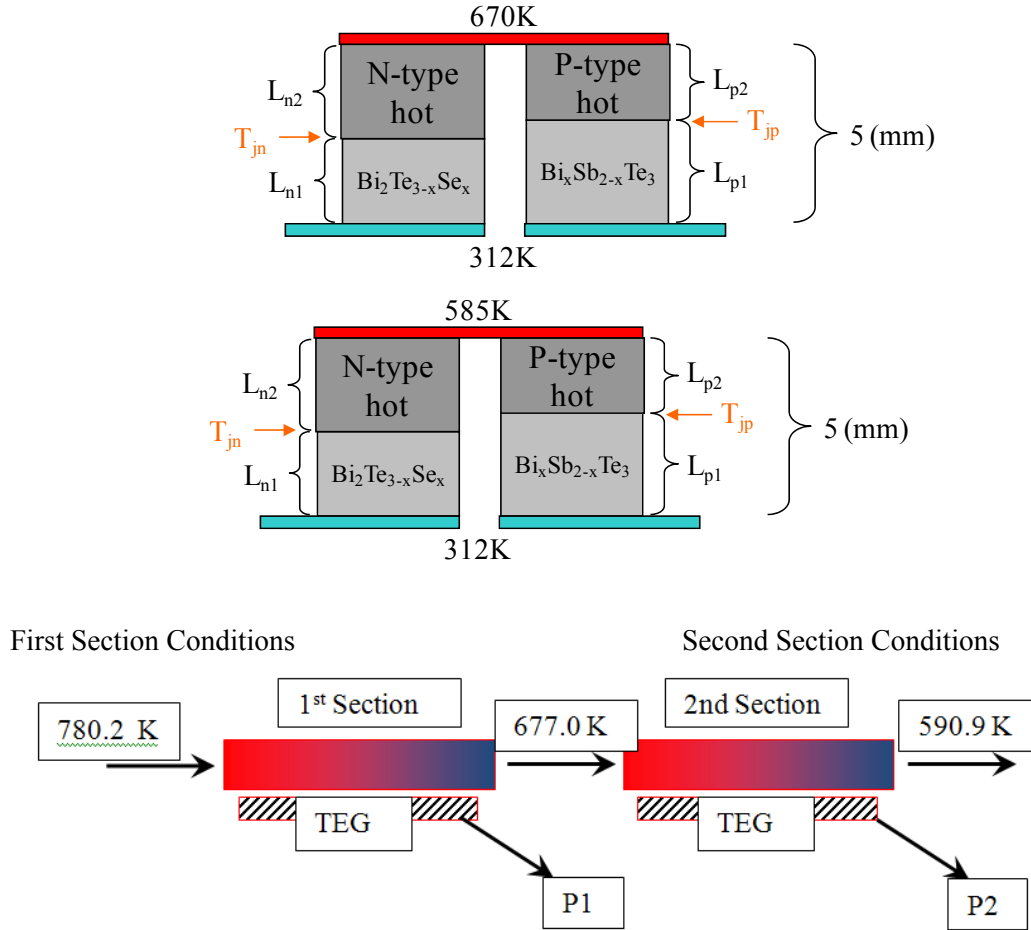 670K
N-type
hot
P-type
hot
Ln2
Lp2
Tjn
Tjp
5 (mm)
Ln1
Bi2Te3-xSex
BixSb2-xTe3
Lp1
312K
585K
N-type
hot
P-type
hot
Ln2
Lp2
Tjn
Tjp
5 (mm)
Ln1
Bi2Te3-xSex
BixSb2-xTe3
Lp1
312K
First Section Conditions
Second Section Conditions
1st Section
2nd Section
780.2 K
677.0 K
590.9 K
TEG
TEG
P1
P2